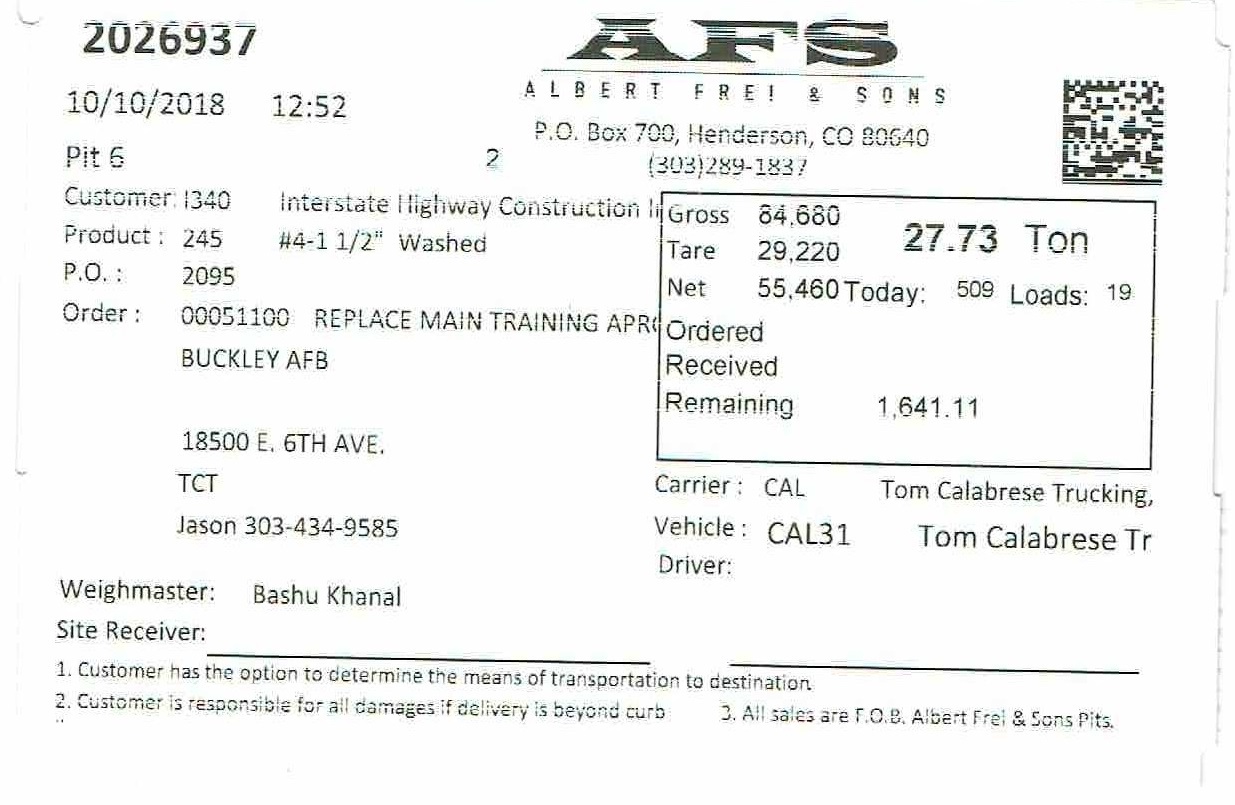 2026937
AFS
ALBERT FREI & SONS
10/10/2018 12:52
P.O. Box 700, Henderson, CO 80640
Pit 6 2
(303)289-1837
Customer: I340 Interstate Highway Construction I
Product : 245 #4-1 1/2" Washed
P.O. : 2095
Order : 00051100 REPLACE MAIN TRAINING APR
BUCKLEY AFB
18500 E. 6TH AVE.
TCT
Jason 303-434-9585
Gross 84,680 27.73 Ton
Tare 29,220
Net 55,460 Today: 509 Loads: 19
Ordered
Received
Remaining 1,641.11
Carrier : CAL Tom Calabrese Trucking,
Vehicle : CAL31 Tom Calabrese Tr
Driver:
Weighmaster: Bashu Khanal
Site Receiver:
1. Customer has the option to determine the means of transportation to destination
2. Customer is responsible for all damages if delivery is beyond curb 3. All sales are F.O.B. Albert Frei & Sons Pits.